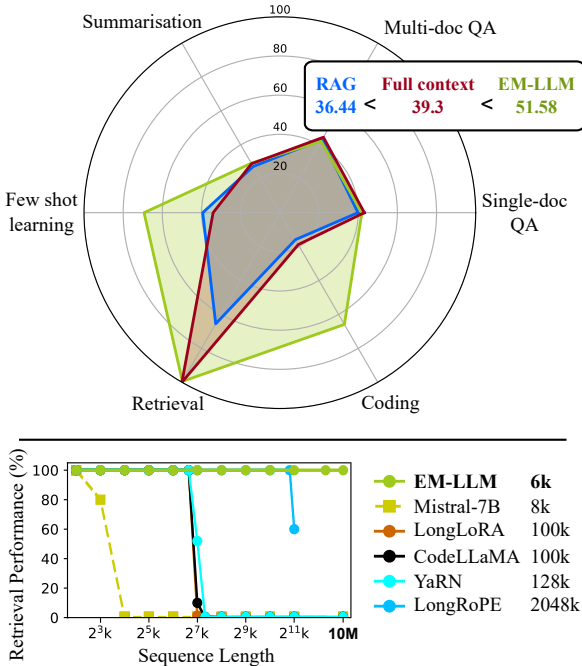 100
Summarisation
Multi-doc QA
80
60
RAG Full context EM-LLM
36.44 < 39.3 < 51.58
40
20
Few shot
learning
Single-doc
QA
Retrieval
Coding
Retrieval Performance (%)
100
80
60
40
20
0
2³k 2⁵k 2⁷k 2⁹k 2¹¹k 10M
Sequence Length
EM-LLM 6k
Mistral-7B 8k
LongLoRA 100k
CodeLLaMA 100k
YaRN 128k
LongRoPE 2048k